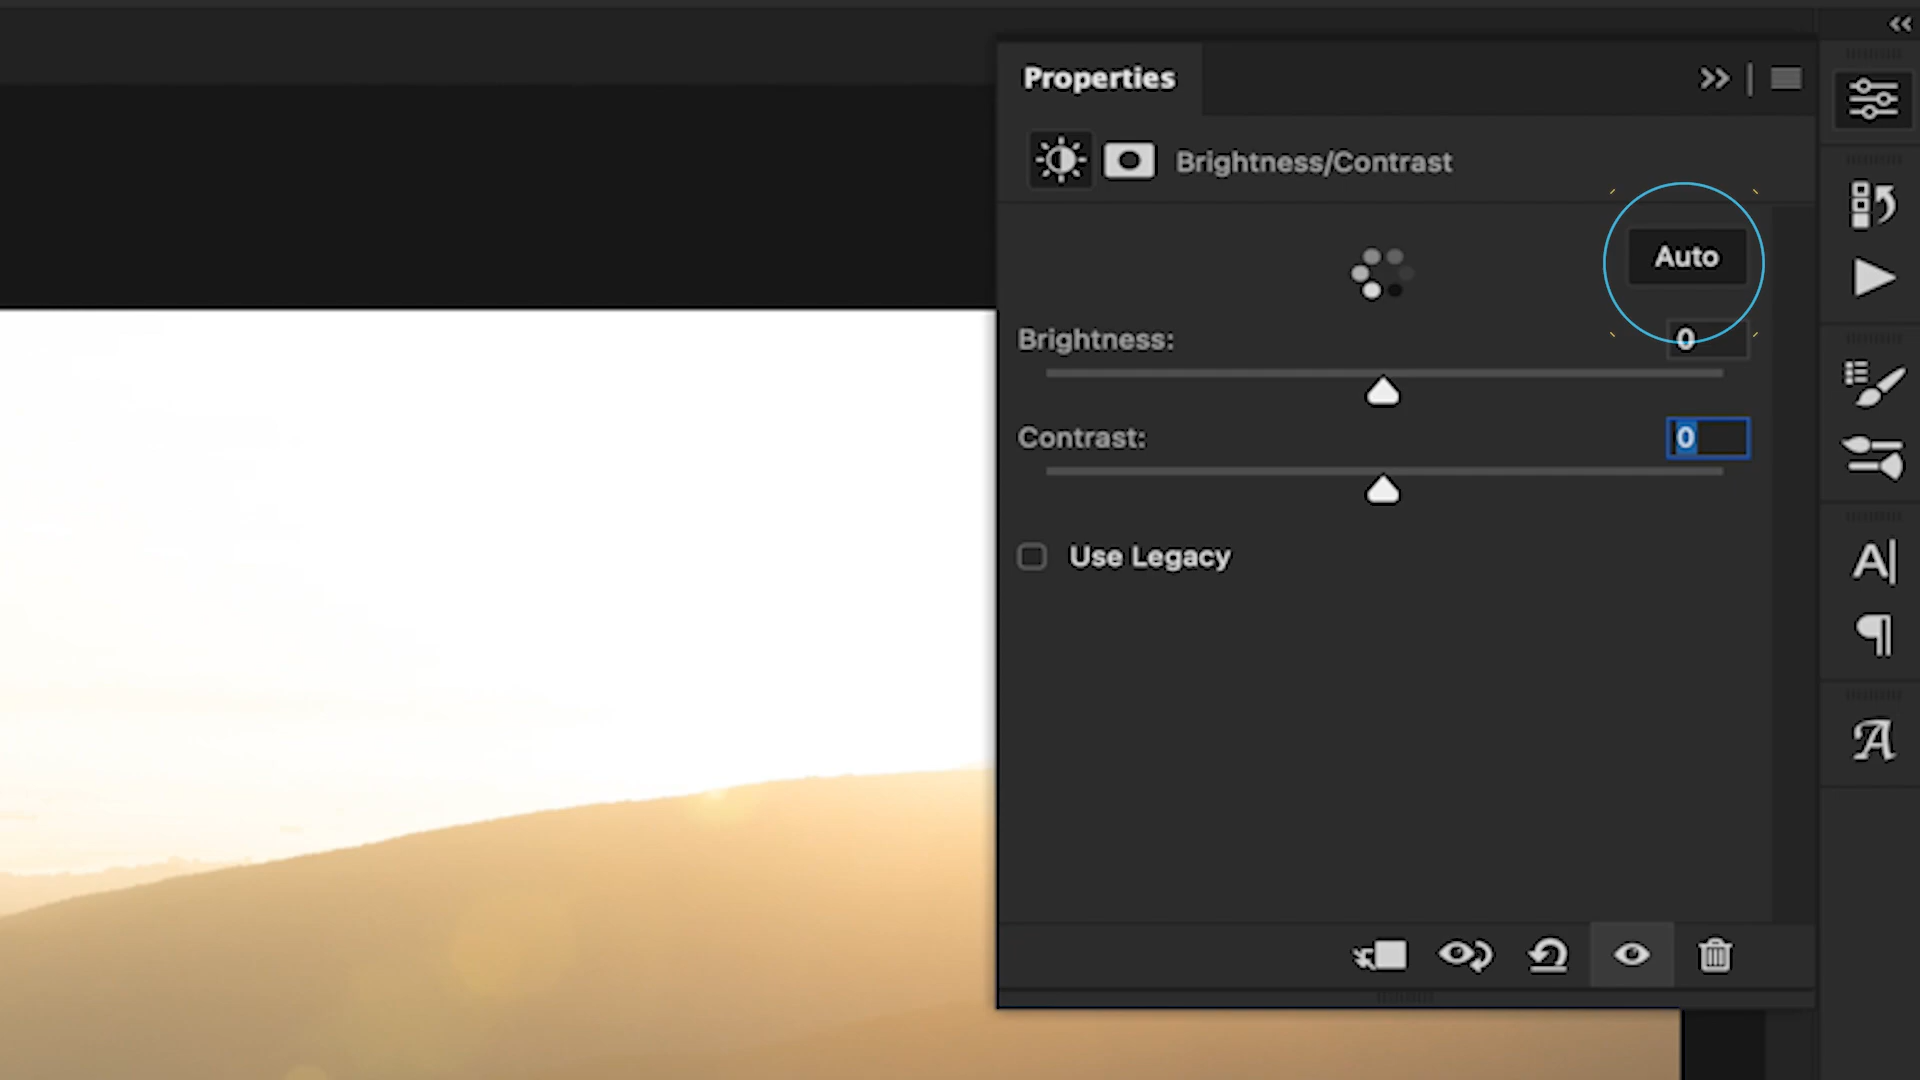 Properties
Brightness/Contrast
Auto
Brightness:
0
Contrast:
0
Use Legacy
A
A